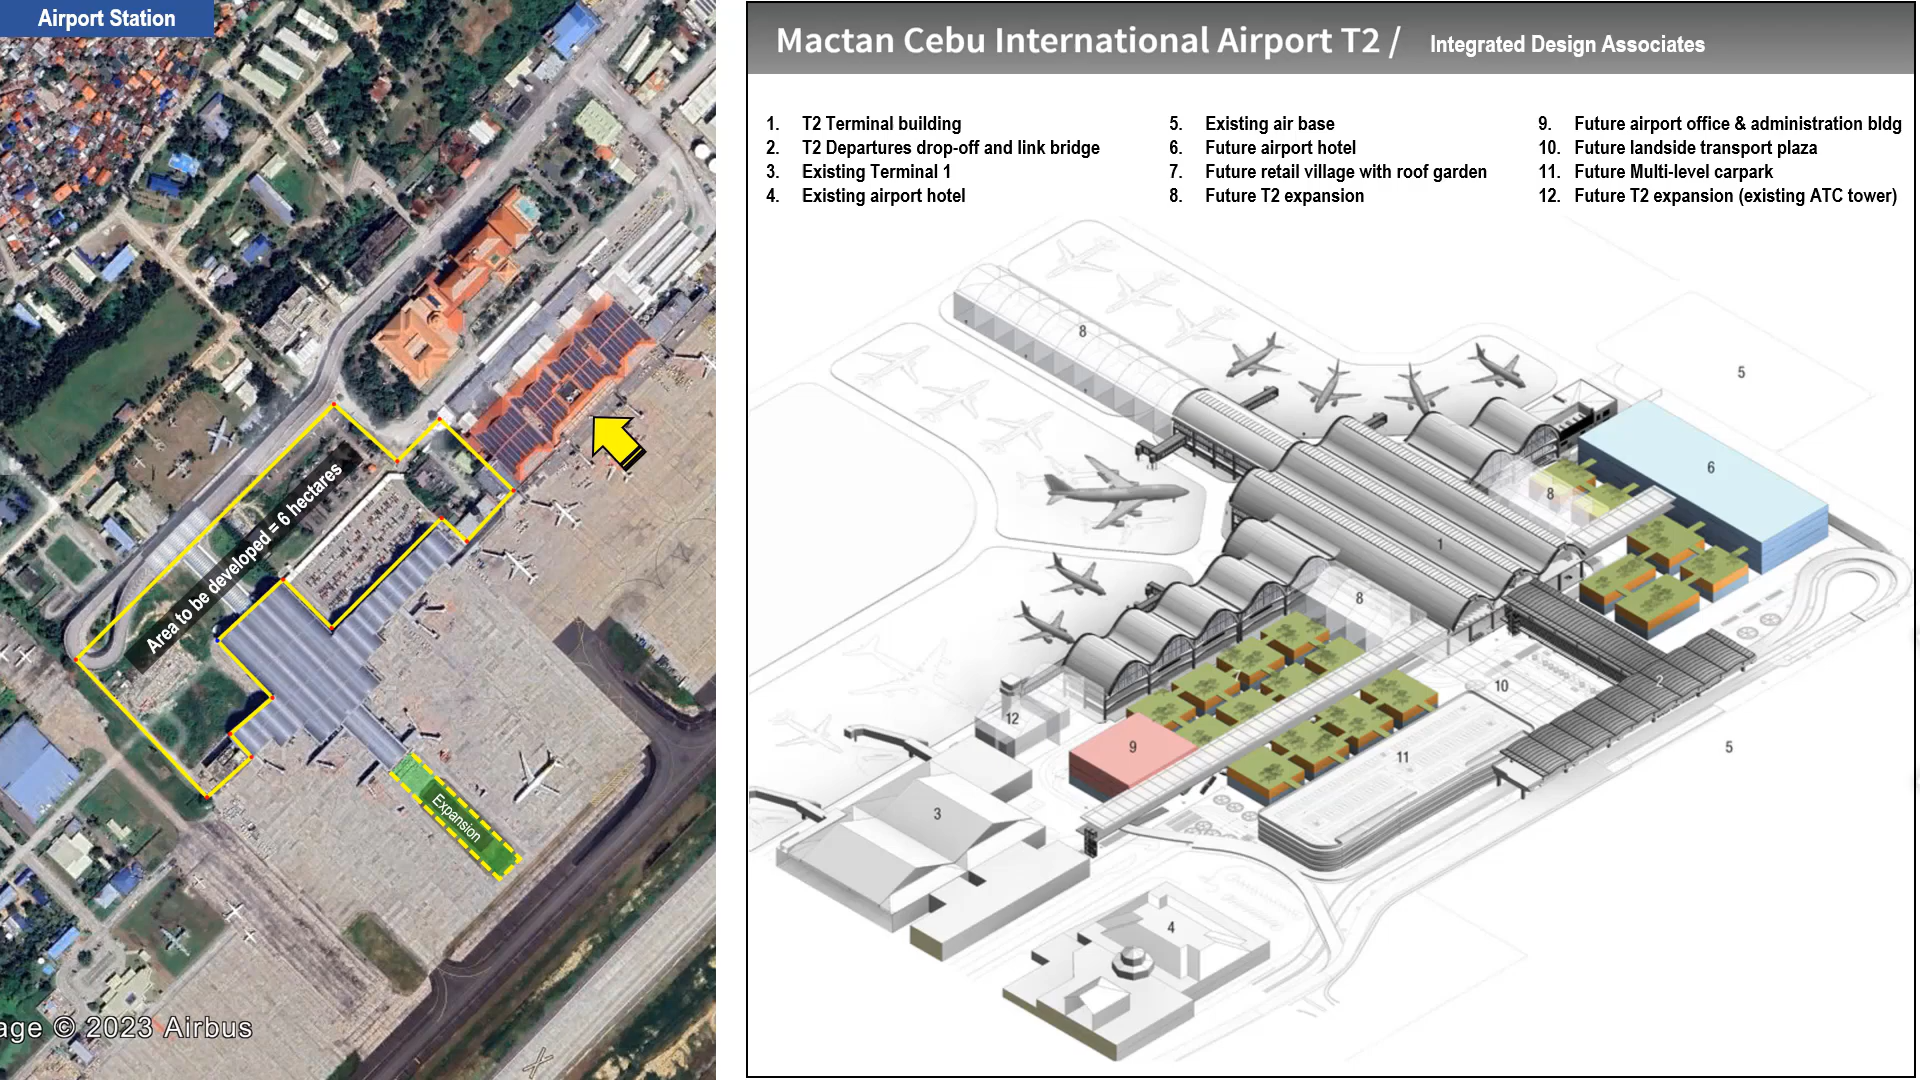 Airport Station
Area to be developed = 6 hectares
Expansion
age © 2023 Airbus
Mactan Cebu International Airport T2 / Integrated Design Associates
1. T2 Terminal building
2. T2 Departures drop-off and link bridge
3. Existing Terminal 1
4. Existing airport hotel
5. Existing air base
6. Future airport hotel
7. Future retail village with roof garden
8. Future T2 expansion
9. Future airport office & administration bldg
10. Future landside transport plaza
11. Future Multi-level carpark
12. Future T2 expansion (existing ATC tower)
8
5
6
8
1
8
2
10
12
9
11
5
3
4